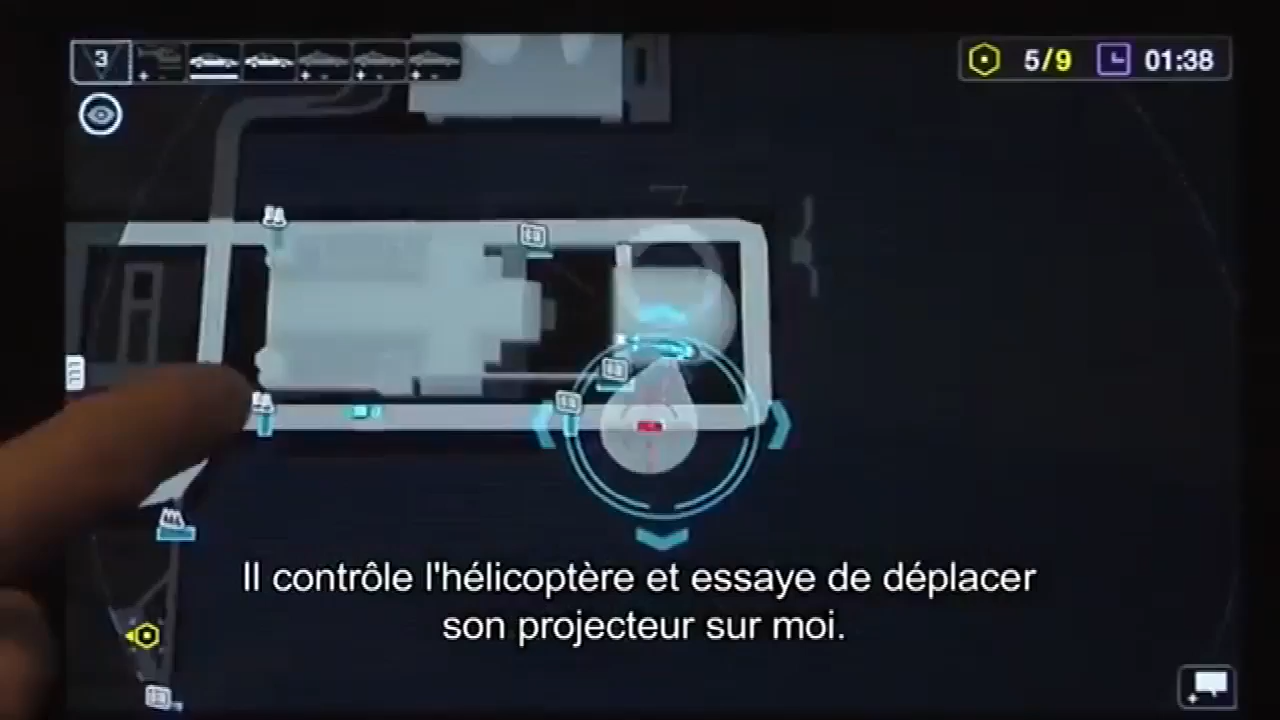 3
5/9
01:38
Il contrôle l'hélicoptère et essaye de déplacer
son projecteur sur moi.